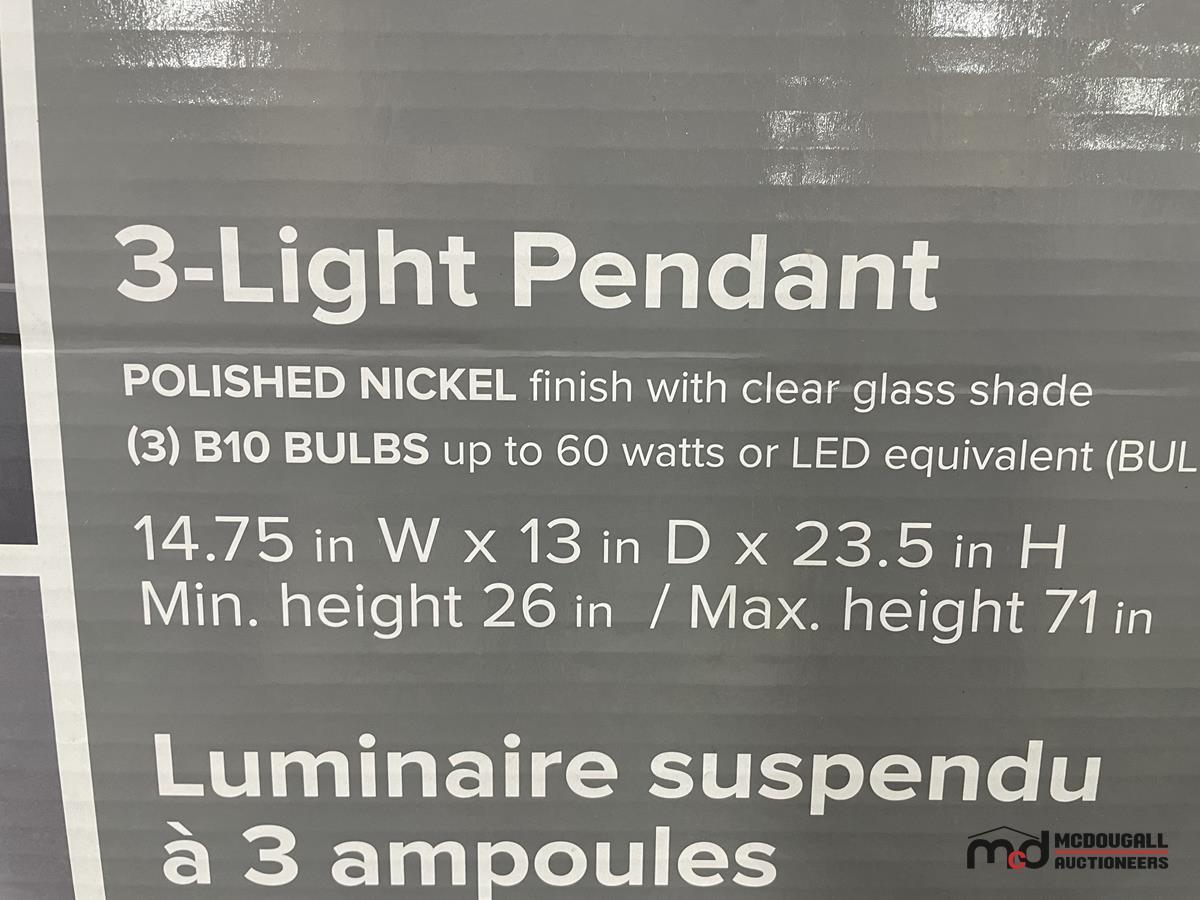 3-Light Pendant
POLISHED NICKEL finish with clear glass shade
(3) B10 BULBS up to 60 watts or LED equivalent (BUL
14.75 in W x 13 in D x 23.5 in H
Min. height 26 in / Max. height 71 in
Luminaire suspendu
à 3 ampoules
mcd MCDOUGALL
AUCTIONEERS